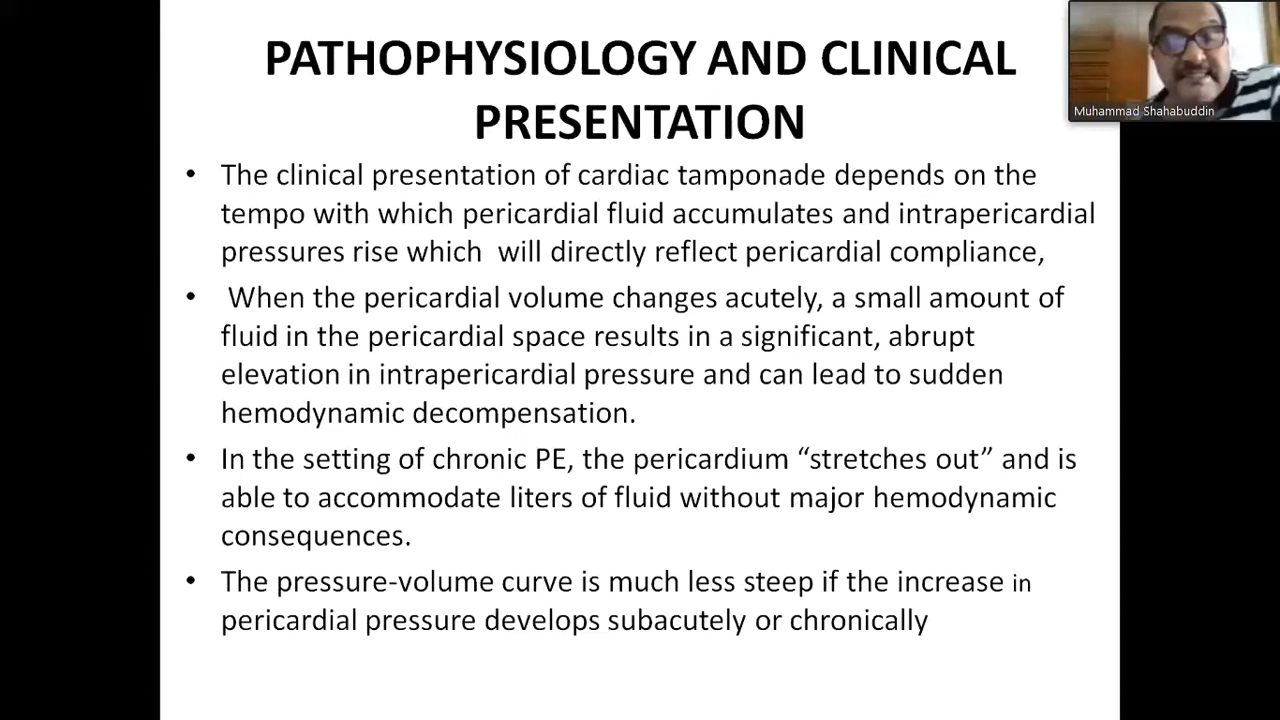 PATHOPHYSIOLOGY AND CLINICAL
PRESENTATION
Muhammad Shahabuddin
• The clinical presentation of cardiac tamponade depends on the
tempo with which pericardial fluid accumulates and intrapericardial
pressures rise which  will directly reflect pericardial compliance,
•  When the pericardial volume changes acutely, a small amount of
fluid in the pericardial space results in a significant, abrupt
elevation in intrapericardial pressure and can lead to sudden
hemodynamic decompensation.
• In the setting of chronic PE, the pericardium “stretches out” and is
able to accommodate liters of fluid without major hemodynamic
consequences.
• The pressure-volume curve is much less steep if the increase in
pericardial pressure develops subacutely or chronically